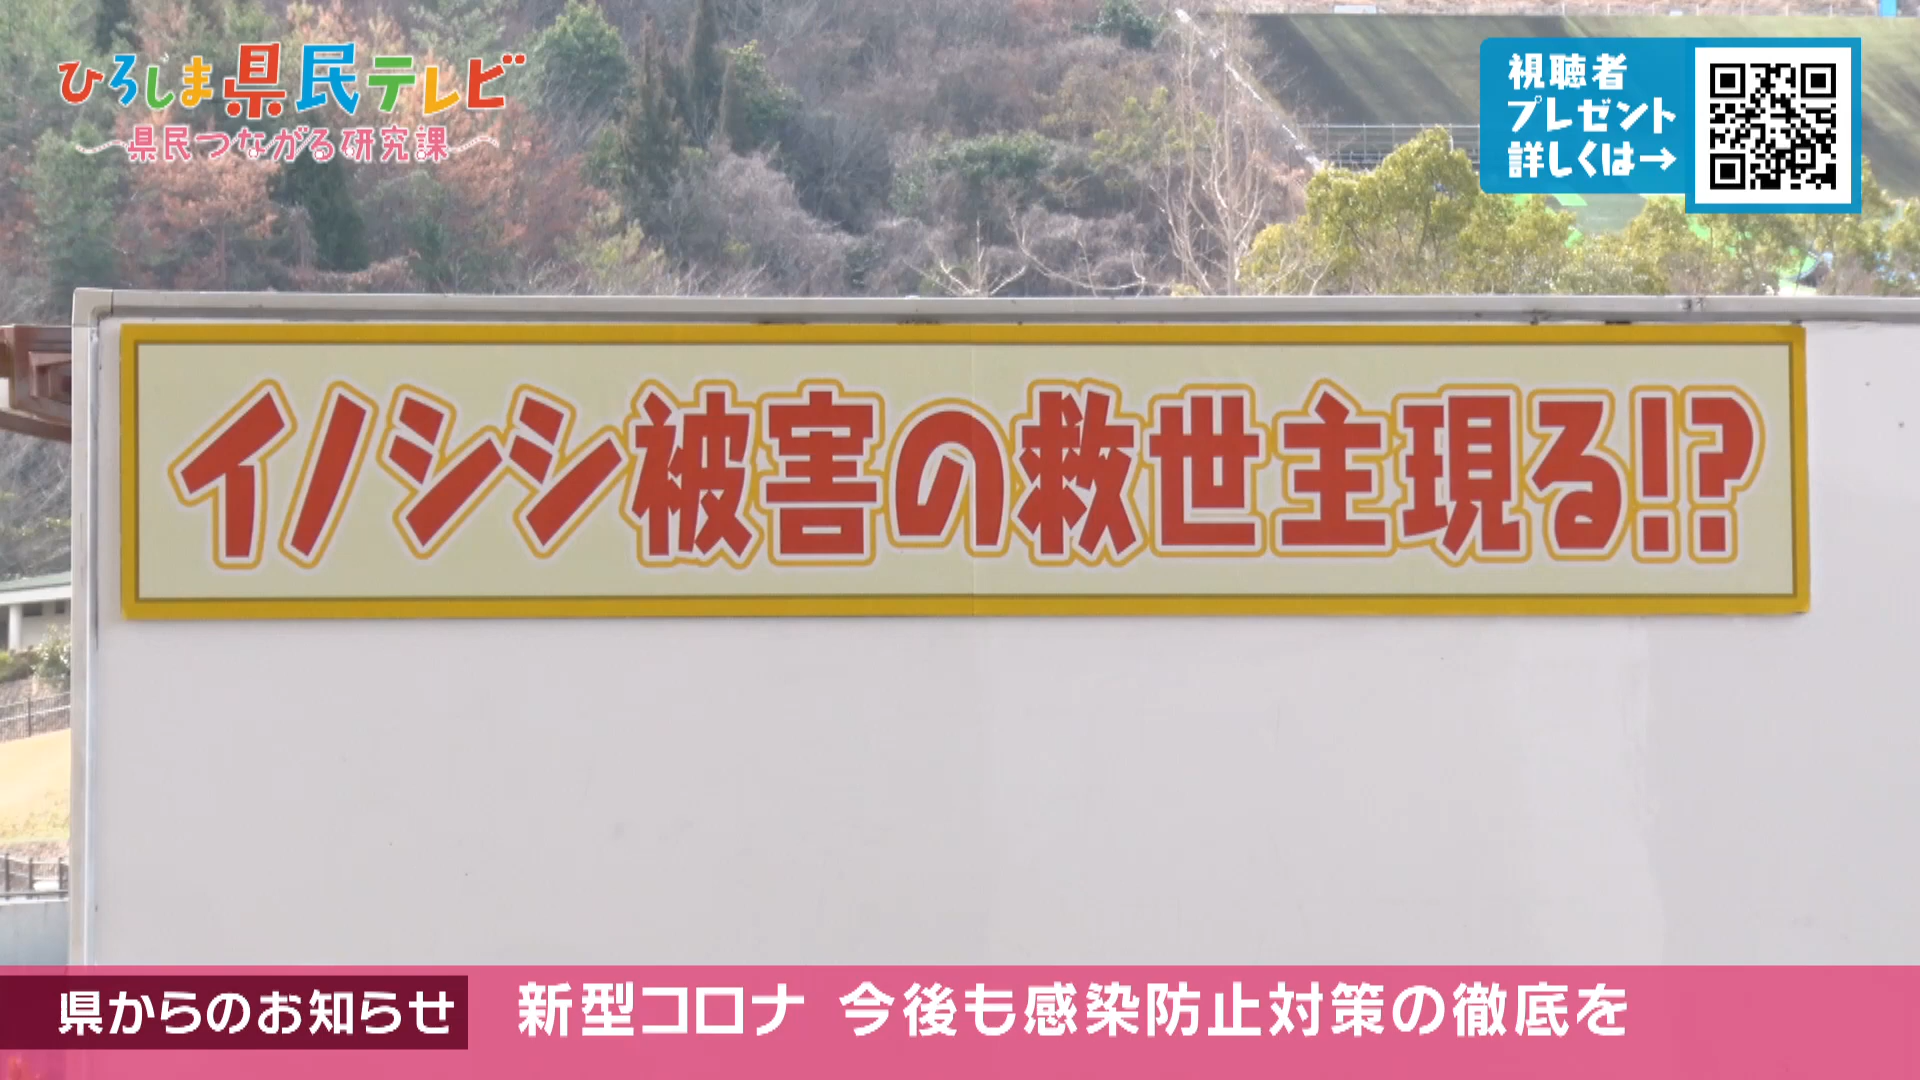 ひろしま県民テレビ
～県民つながる研究課～
視聴者
プレゼント
詳しくは→
イノシシ被害の救世主現る!?
県からのお知らせ
新型コロナ 今後も感染防止対策の徹底を